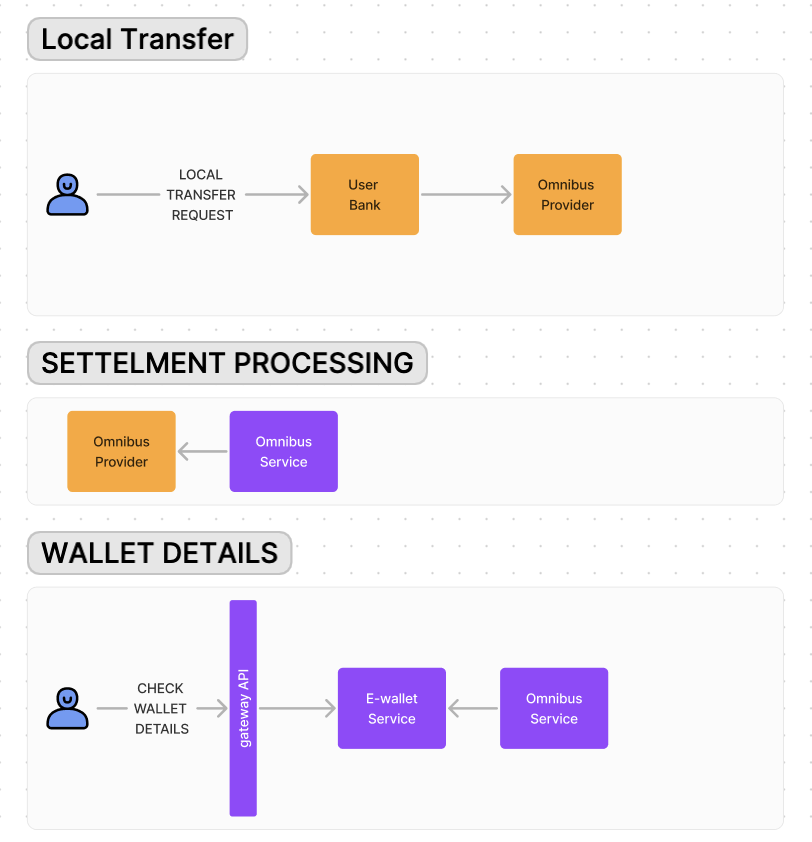 Local Transfer
LOCAL
TRANSFER
REQUEST
User
Bank
Omnibus
Provider
SETTELMENT PROCESSING
Omnibus
Provider
Omnibus
Service
WALLET DETAILS
CHECK
WALLET
DETAILS
gateway API
E-wallet
Service
Omnibus
Service